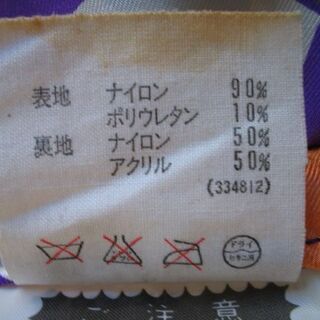 表地 ナイロン 90%
ポリウレタン 10%
裏地 ナイロン 50%
アクリル 50%
(334812)
ドライ
ご注意